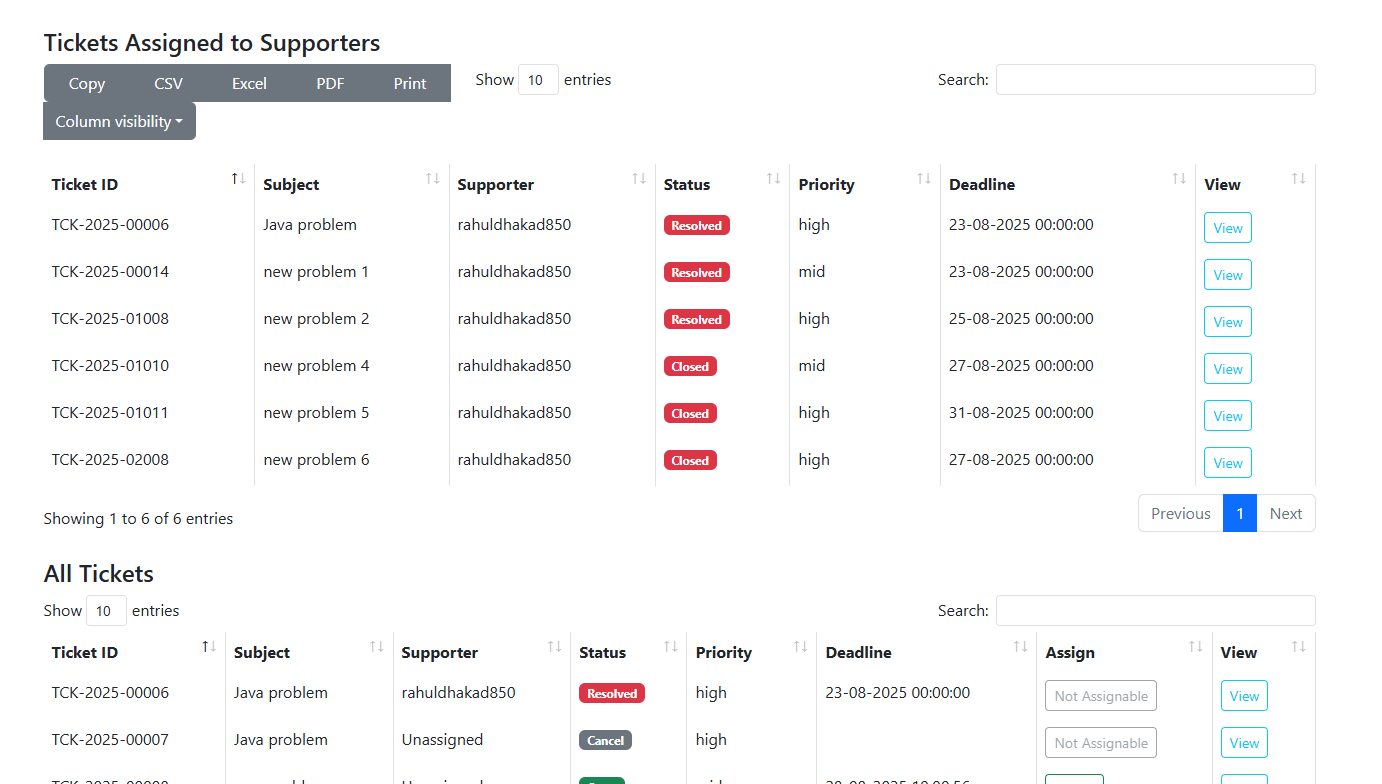 Tickets Assigned to Supporters
Copy CSV Excel PDF Print Show 10 entries Search:
Column visibility
Ticket ID Subject Supporter Status Priority Deadline View
TCK-2025-00006 Java problem rahuldhakad850 Resolved high 23-08-2025 00:00:00 View
TCK-2025-00014 new problem 1 rahuldhakad850 Resolved mid 23-08-2025 00:00:00 View
TCK-2025-01008 new problem 2 rahuldhakad850 Resolved high 25-08-2025 00:00:00 View
TCK-2025-01010 new problem 4 rahuldhakad850 Closed mid 27-08-2025 00:00:00 View
TCK-2025-01011 new problem 5 rahuldhakad850 Closed high 31-08-2025 00:00:00 View
TCK-2025-02008 new problem 6 rahuldhakad850 Closed high 27-08-2025 00:00:00 View
Showing 1 to 6 of 6 entries Previous 1 Next
All Tickets
Show 10 entries Search:
Ticket ID Subject Supporter Status Priority Deadline Assign View
TCK-2025-00006 Java problem rahuldhakad850 Resolved high 23-08-2025 00:00:00 Not Assignable View
TCK-2025-00007 Java problem Unassigned Cancel high Not Assignable View